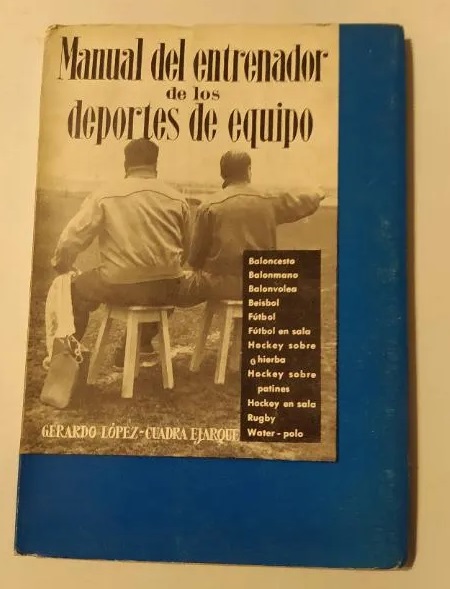 Manual del entrenador
de los
deportes de equipo
Baloncesto
Balonmano
Balonvolea
Beisbol
Fútbol
Fútbol en sala
Hockey sobre
hierba
Hockey sobre
patines
Hockey en sala
Rugby
Water-polo
GERARDO LÓPEZ-CUADRA EJARQUE